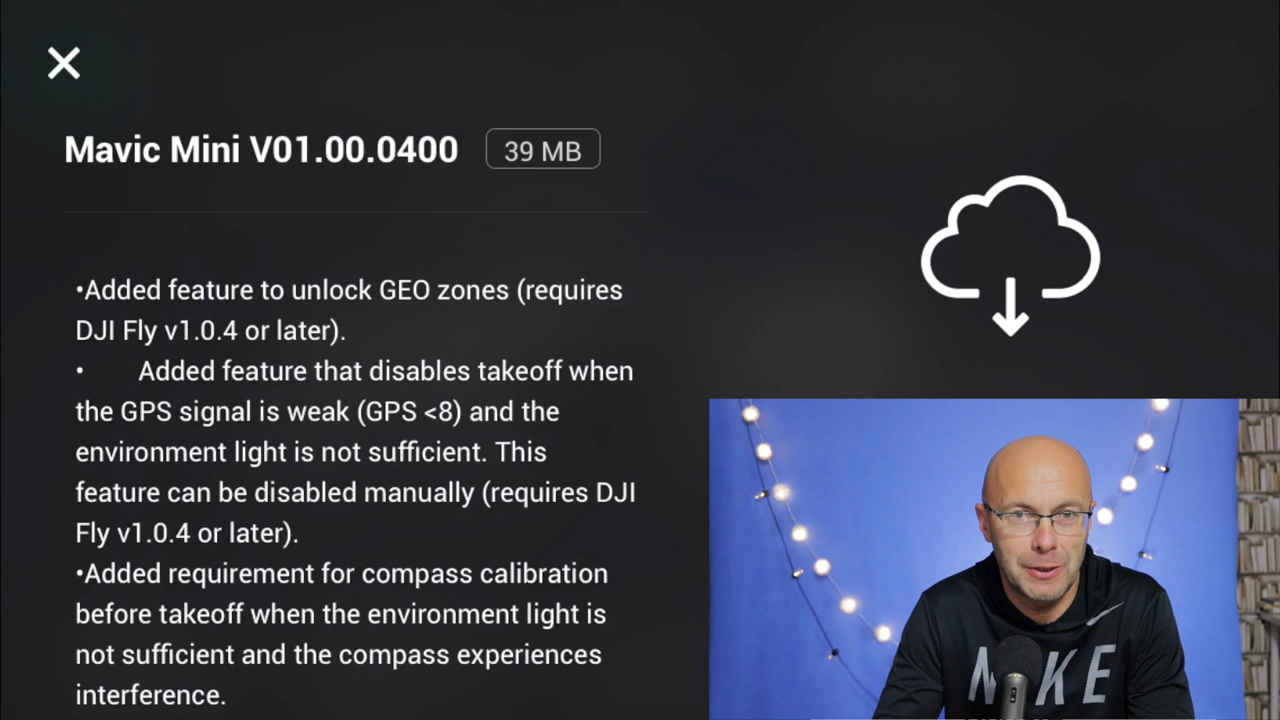 Mavic Mini V01.00.0400
39 MB
•Added feature to unlock GEO zones (requires
DJI Fly v1.0.4 or later).
• Added feature that disables takeoff when
the GPS signal is weak (GPS <8) and the
environment light is not sufficient. This
feature can be disabled manually (requires DJI
Fly v1.0.4 or later).
•Added requirement for compass calibration
before takeoff when the environment light is
not sufficient and the compass experiences
interference.
NIKE